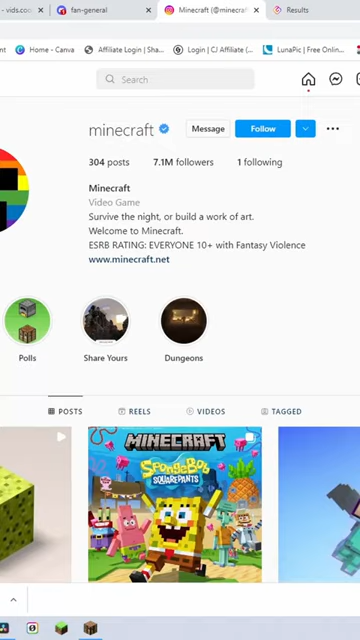 - vids.co
fan-general
Minecraft (@minecraf
Results
nt
Home - Canva
Affiliate Login | Sha...
Login | CJ Affiliate (...
LunaPic | Free Onlin...
Search
minecraft
Message
Follow
304 posts
7.1M followers
1 following
Minecraft
Video Game
Survive the night, or build a work of art.
Welcome to Minecraft.
ESRB RATING: EVERYONE 10+ with Fantasy Violence
www.minecraft.net
Polls
Share Yours
Dungeons
POSTS
REELS
VIDEOS
TAGGED
MINECRAFT
SpongeBob
SQUAREPANTS